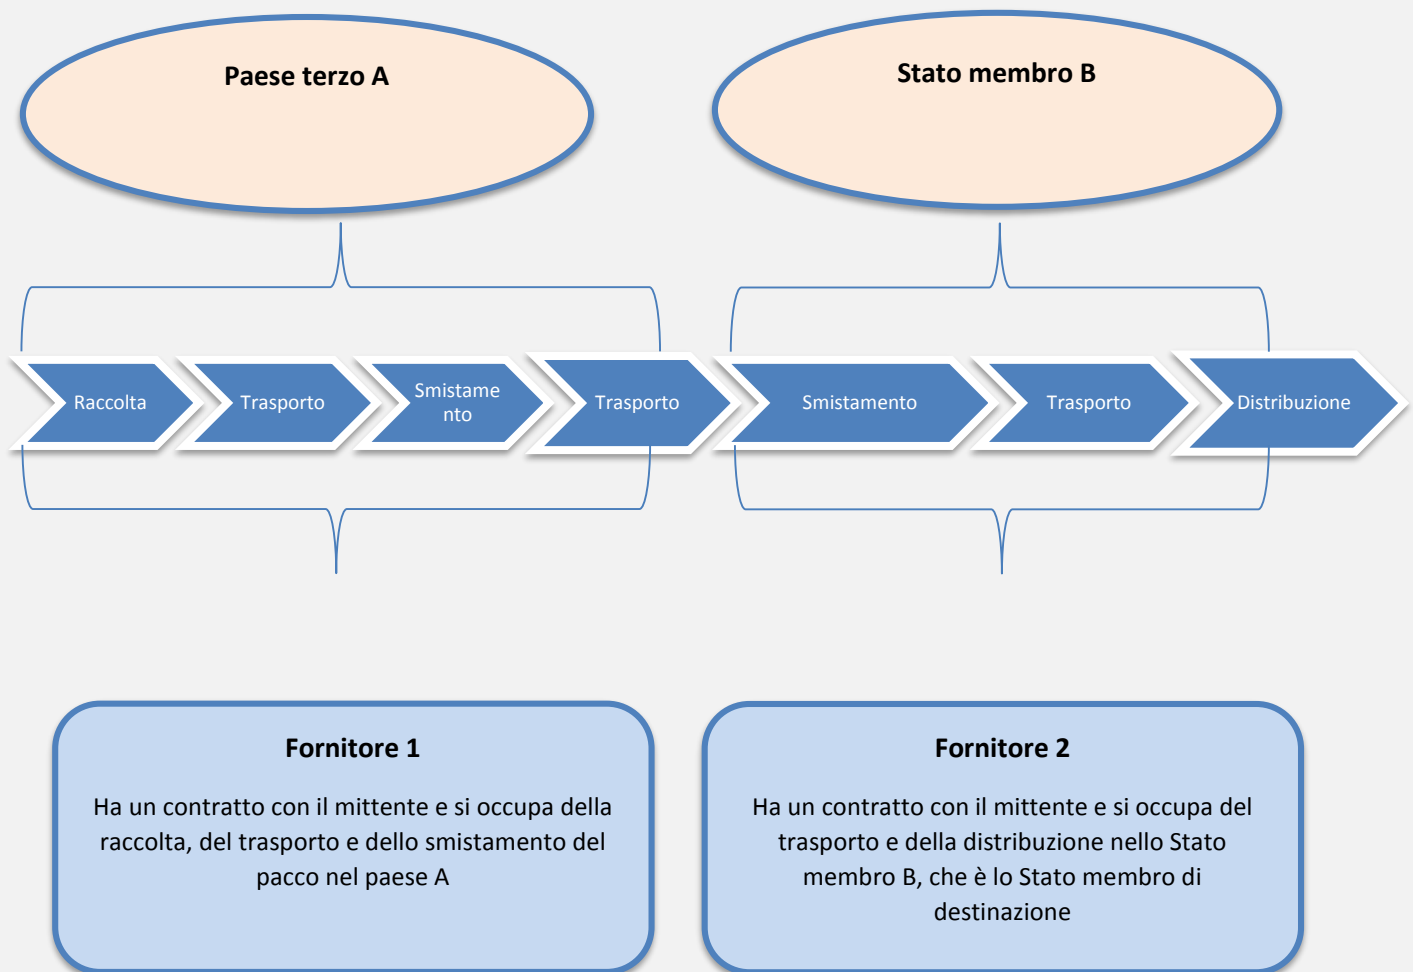 Paese terzo A
Stato membro B
Raccolta
Trasporto
Smistame
nto
Trasporto
Smistamento
Trasporto
Distribuzione
Fornitore 1
Ha un contratto con il mittente e si occupa della
raccolta, del trasporto e dello smistamento del
pacco nel paese A
Fornitore 2
Ha un contratto con il mittente e si occupa del
trasporto e della distribuzione nello Stato
membro B, che è lo Stato membro di
destinazione